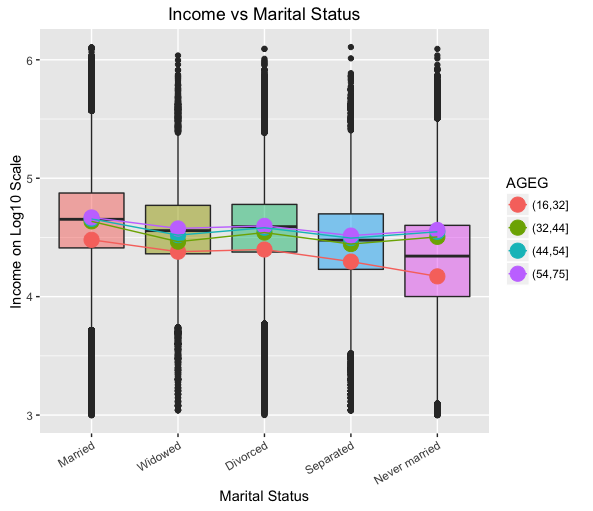 Income vs Marital Status
Income on Log10 Scale
6
5
4
3
Married
Widowed
Divorced
Separated
Never married
Marital Status
AGEG
(16,32]
(32,44]
(44,54]
(54,75]